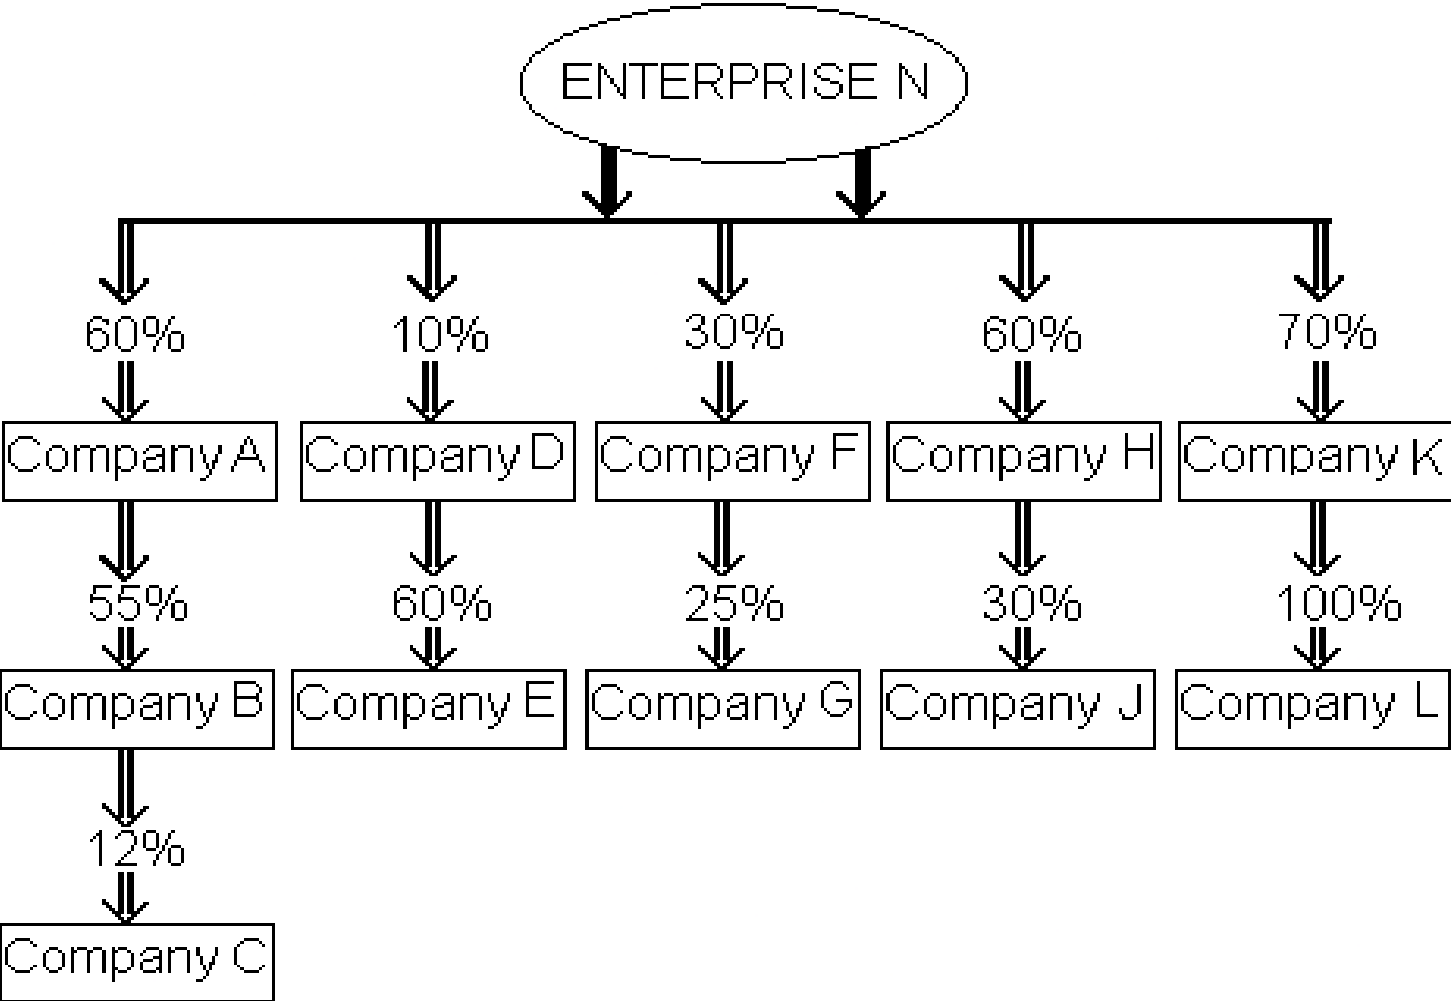 ENTERPRISE N
60%
10%
30%
60%
70%
Company A
Company D
Company F
Company H
Company K
55%
60%
25%
30%
100%
Company B
Company E
Company G
Company J
Company L
12%
Company C